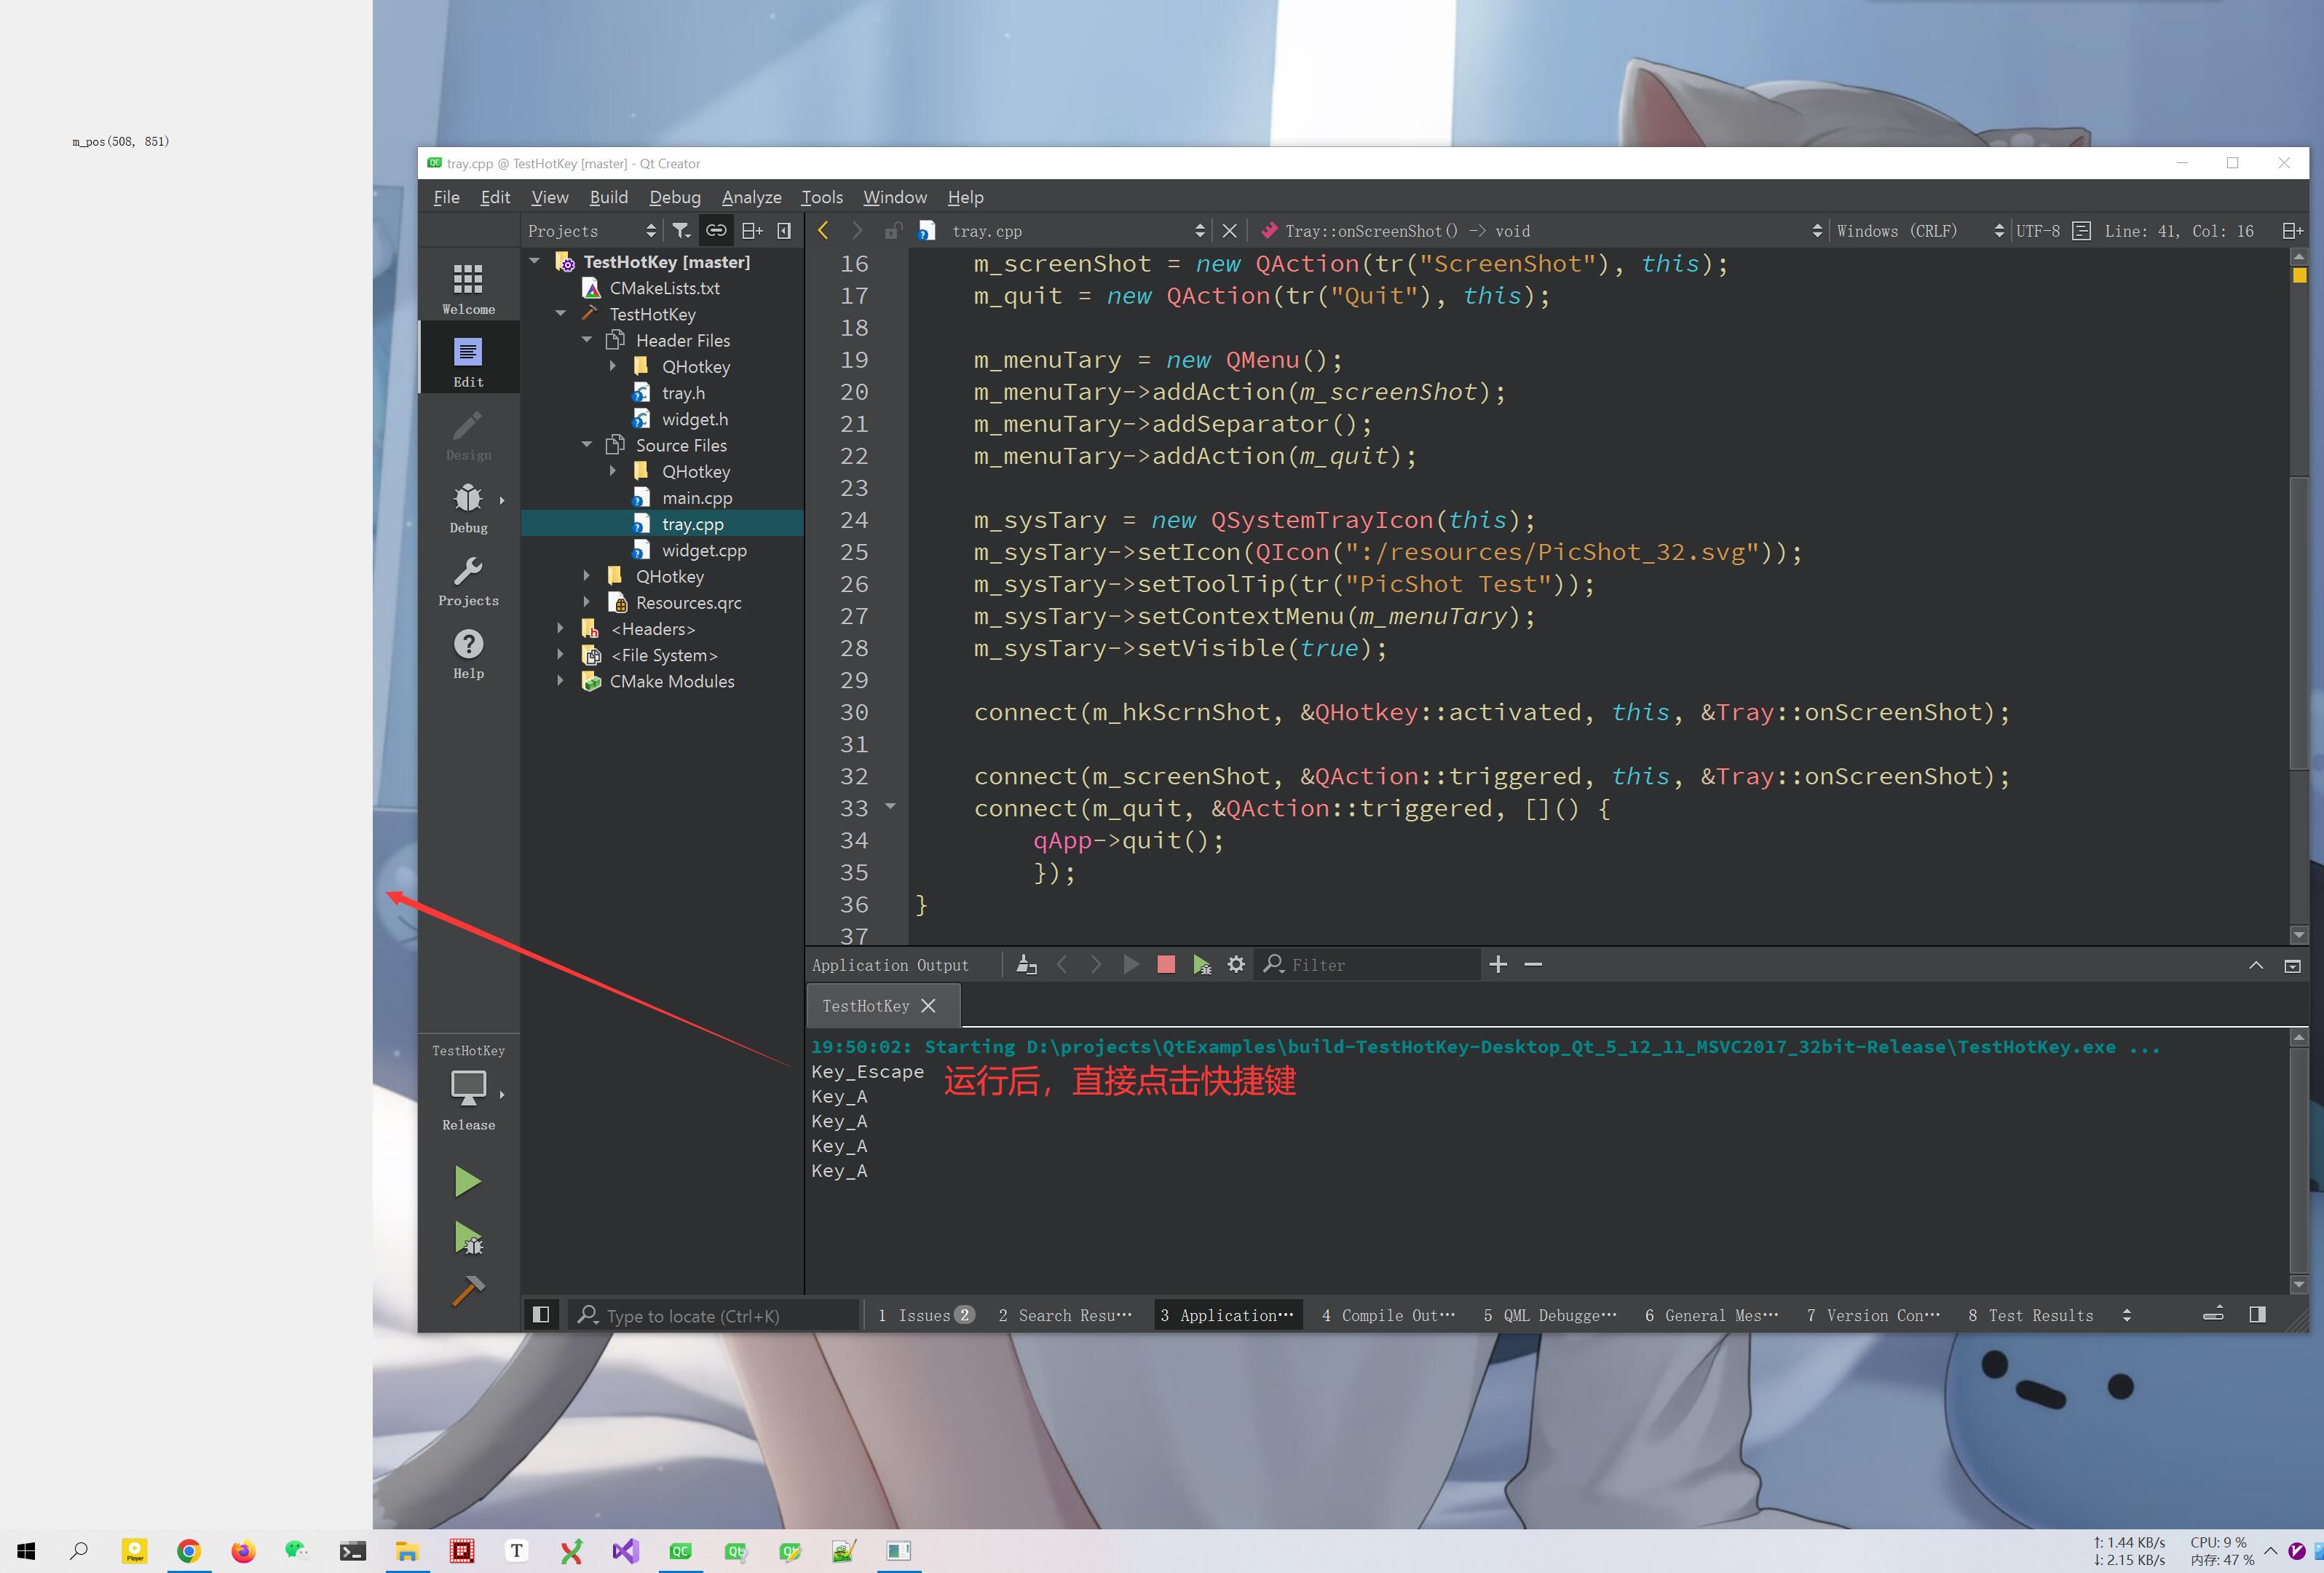 m_pos(508, 851)
tray.cpp @ TestHotKey [master] - Qt Creator
File Edit View Build Debug Analyze Tools Window Help
Projects
tray.cpp
Tray::onScreenShot() -> void
Windows (CRLF)
UTF-8
Line: 41, Col: 16
Welcome
Edit
Design
Debug
Projects
Help
TestHotKey
Release
TestHotKey [master]
CMakeLists.txt
TestHotKey
Header Files
QHotkey
tray.h
widget.h
Source Files
QHotkey
main.cpp
tray.cpp
widget.cpp
QHotkey
Resources.qrc
<Headers>
<File System>
CMake Modules
16 m_screenShot = new QAction(tr("ScreenShot"), this);
17 m_quit = new QAction(tr("Quit"), this);
18
19 m_menuTary = new QMenu();
20 m_menuTary->addAction(m_screenShot);
21 m_menuTary->addSeparator();
22 m_menuTary->addAction(m_quit);
23
24 m_sysTary = new QSystemTrayIcon(this);
25 m_sysTary->setIcon(QIcon(":/resources/PicShot_32.svg"));
26 m_sysTary->setToolTip(tr("PicShot Test"));
27 m_sysTary->setContextMenu(m_menuTary);
28 m_sysTary->setVisible(true);
29
30 connect(m_hkScrnShot, &QHotkey::activated, this, &Tray::onScreenShot);
31
32 connect(m_screenShot, &QAction::triggered, this, &Tray::onScreenShot);
33 connect(m_quit, &QAction::triggered, []() {
34 qApp->quit();
35 });
36 }
37
Application Output
Filter
TestHotKey
19:50:02: Starting D:\projects\QtExamples\build-TestHotKey-Desktop_Qt_5_12_11_MSVC2017_32bit-Release\TestHotKey.exe ...
Key_Escape
运行后，直接点击快捷键
Key_A
Key_A
Key_A
Key_A
Type to locate (Ctrl+K)
1 Issues 2
2 Search Resu···
3 Application···
4 Compile Out···
5 QML Debugge···
6 General Mes···
7 Version Con···
8 Test Results
Player
T
QC
↑: 1.44 KB/s CPU: 9 %
↓: 2.15 KB/s 内存: 47 %